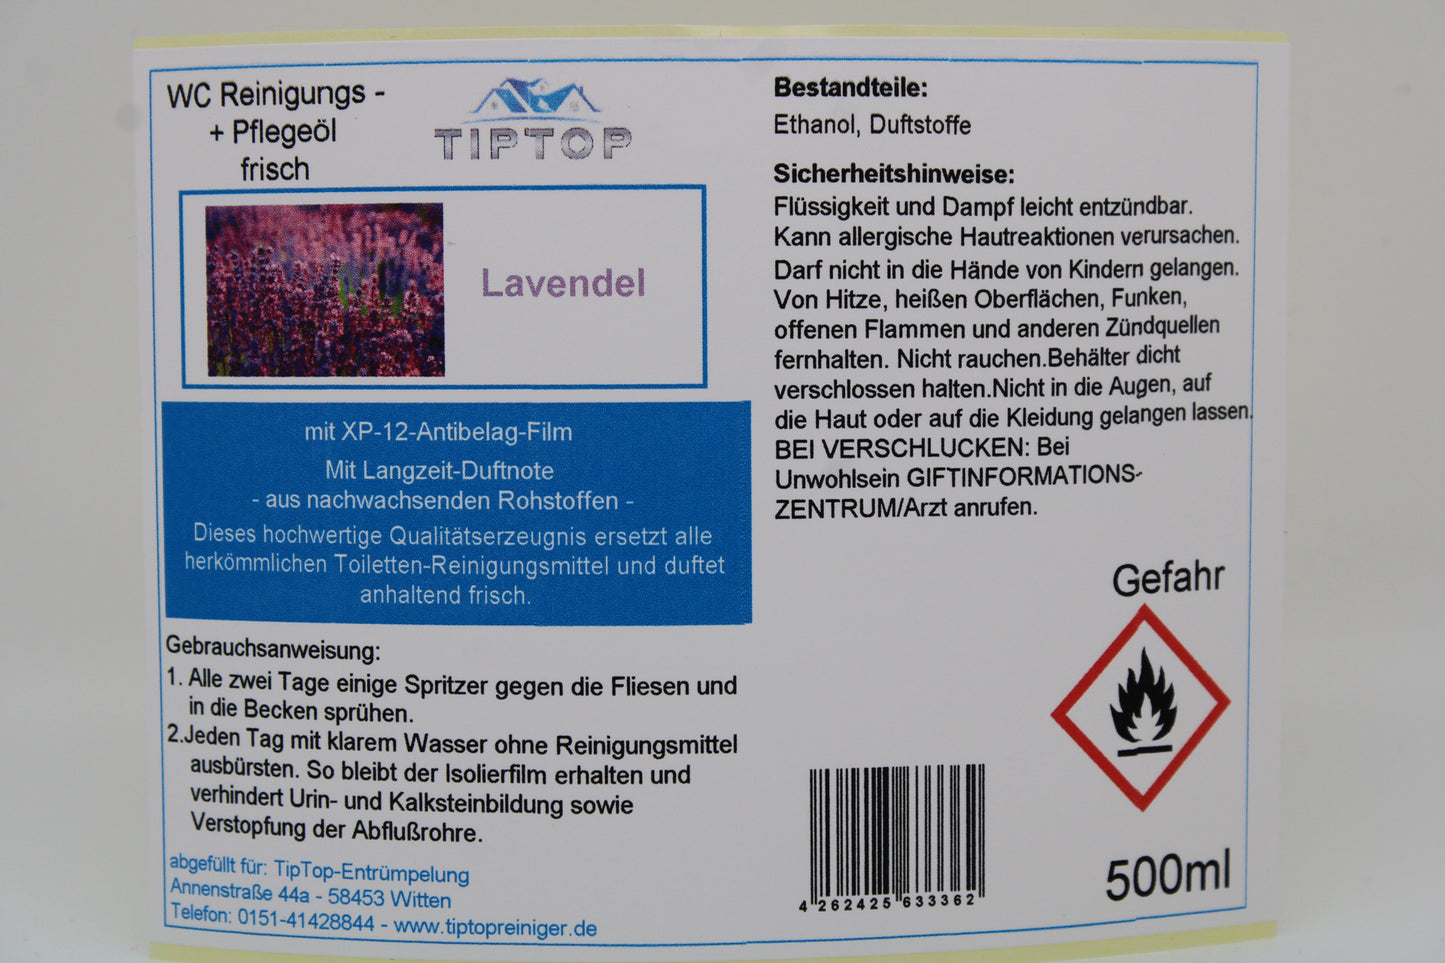 WC Reinigungs -
+ Pflegeöl
frisch
TIPTOP
Lavendel
mit XP-12-Antibelag-Film
Mit Langzeit-Duftnote
- aus nachwachsenden Rohstoffen -
Dieses hochwertige Qualitätserzeugnis ersetzt alle
herkömmlichen Toiletten-Reinigungsmittel und duftet
anhaltend frisch.
Gebrauchsanweisung:
1. Alle zwei Tage einige Spritzer gegen die Fliesen und
in die Becken sprühen.
2.Jeden Tag mit klarem Wasser ohne Reinigungsmittel
ausbürsten. So bleibt der Isolierfilm erhalten und
verhindert Urin- und Kalksteinbildung sowie
Verstopfung der Abflußrohre.
abgefüllt für: TipTop-Entrümpelung
Annenstraße 44a - 58453 Witten
Telefon: 0151-41428844 - www.tiptopreiniger.de
Bestandteile:
Ethanol, Duftstoffe
Sicherheitshinweise:
Flüssigkeit und Dampf leicht entzündbar.
Kann allergische Hautreaktionen verursachen.
Darf nicht in die Hände von Kindern gelangen.
Von Hitze, heißen Oberflächen, Funken,
offenen Flammen und anderen Zündquellen
fernhalten. Nicht rauchen.Behälter dicht
verschlossen halten.Nicht in die Augen, auf
die Haut oder auf die Kleidung gelangen lassen.
BEI VERSCHLUCKEN: Bei
Unwohlsein GIFTINFORMATIONS-
ZENTRUM/Arzt anrufen.
Gefahr
4 262425 633362
500ml